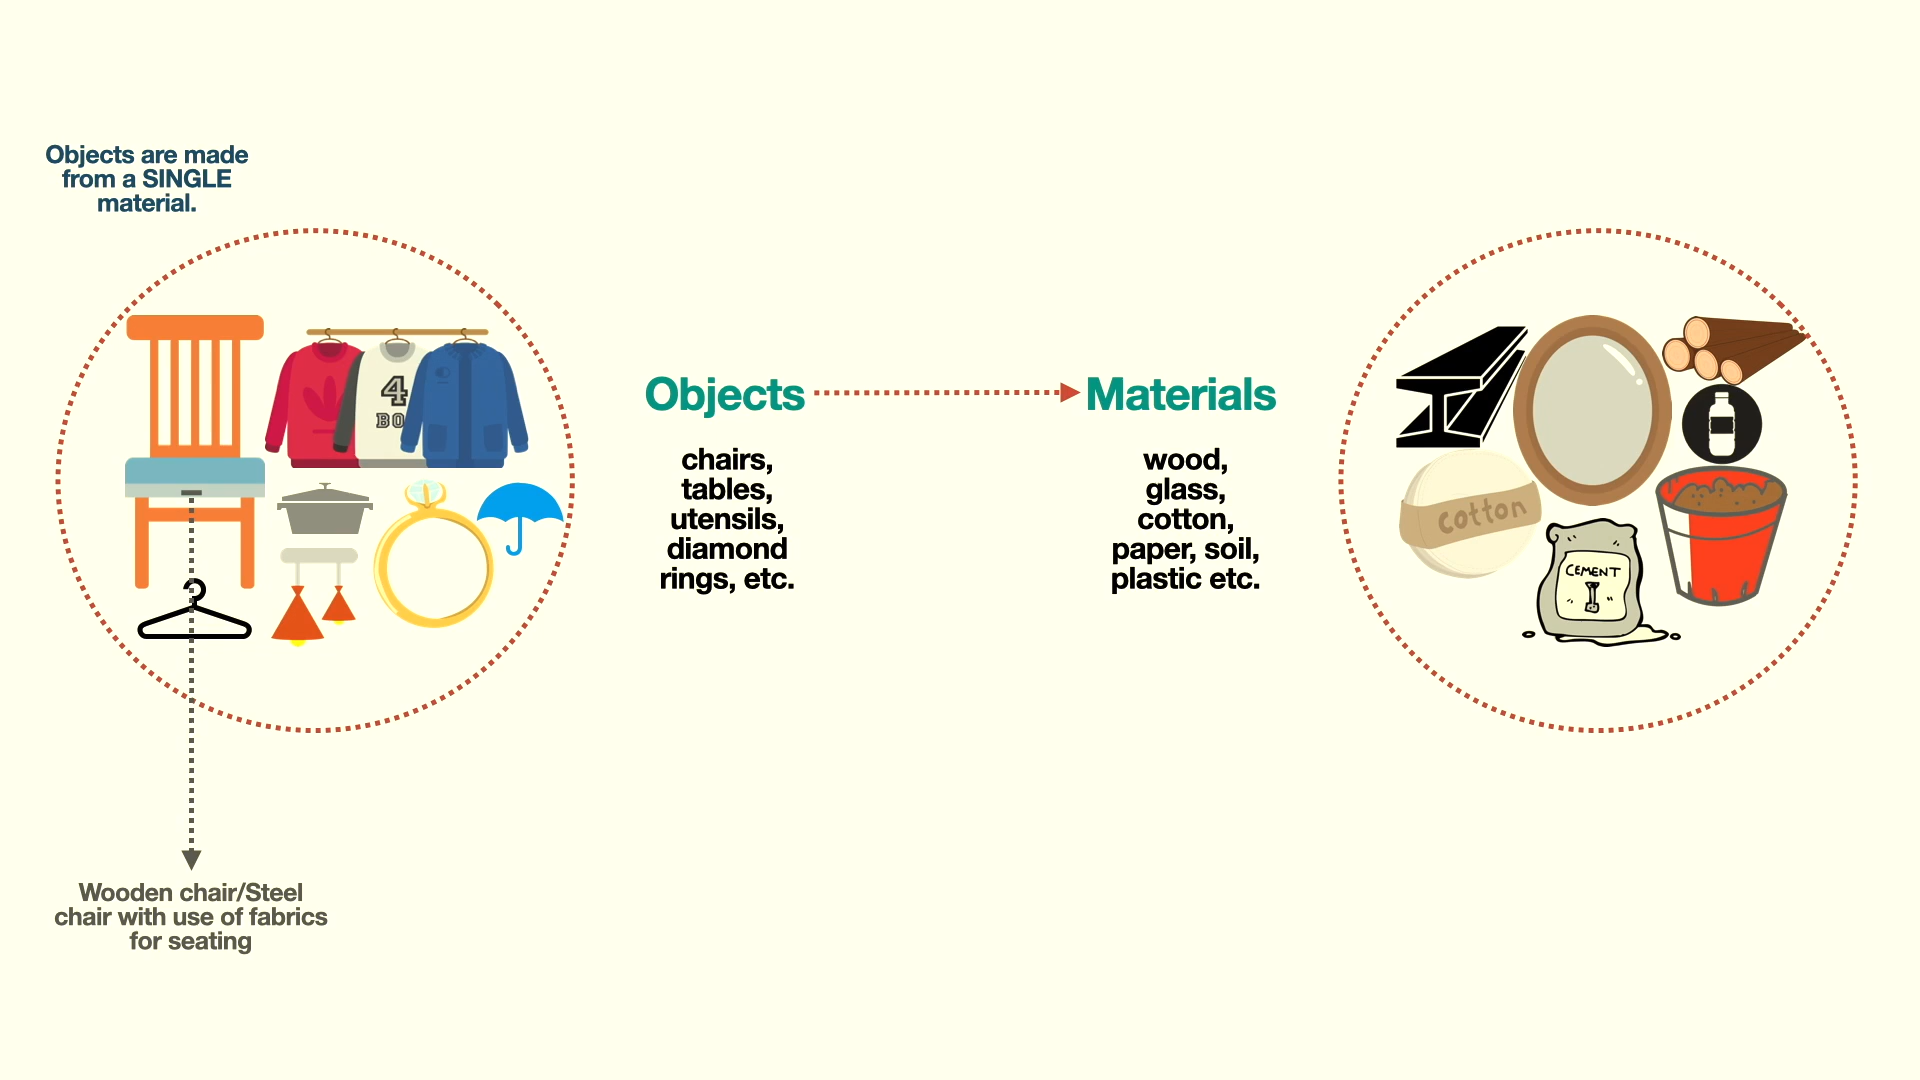 Objects are made
from a SINGLE
material.
4
BO
Objects
Materials
chairs,
tables,
utensils,
diamond
rings, etc.
wood,
glass,
cotton,
paper, soil,
plastic etc.
cotton
CEMENT
Wooden chair/Steel
chair with use of fabrics
for seating